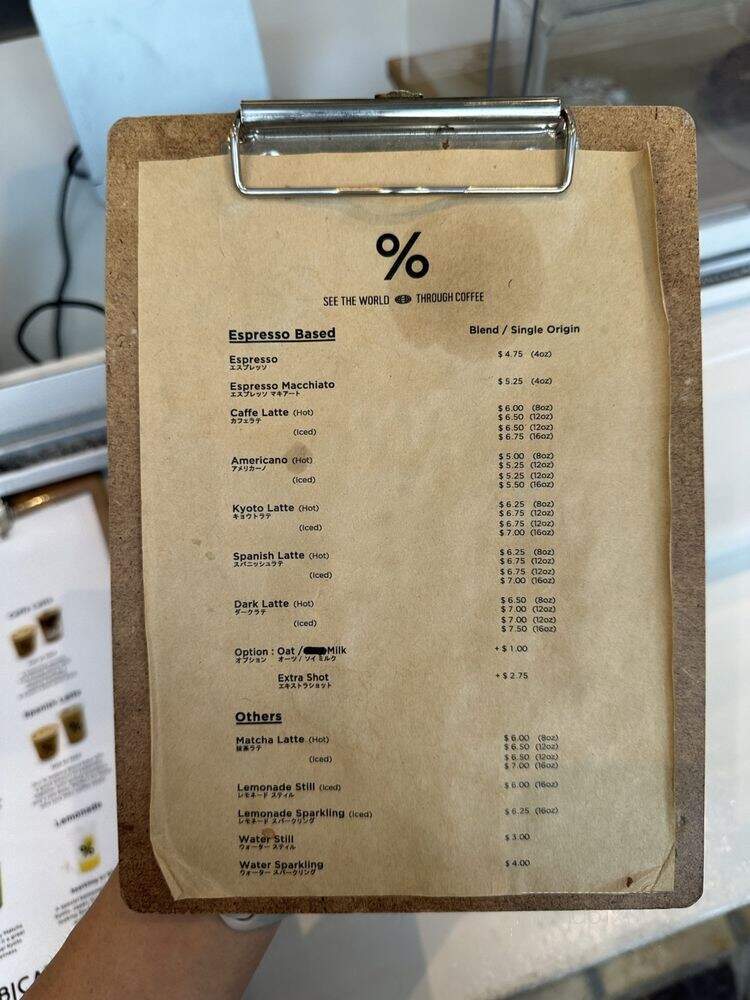 %
SEE THE WORLD THROUGH COFFEE
Espresso Based Blend / Single Origin
Espresso $ 4.75 (4oz)
エスプレッソ
Espresso Macchiato $ 5.25 (4oz)
エスプレッソ マキアート
Caffe Latte (Hot) $ 6.00 (8oz)
カフェラテ $ 6.50 (12oz)
(Iced) $ 6.50 (12oz)
$ 6.75 (16oz)
Americano (Hot) $ 5.00 (8oz)
アメリカーノ $ 5.25 (12oz)
(Iced) $ 5.25 (12oz)
$ 5.50 (16oz)
Kyoto Latte (Hot) $ 6.25 (8oz)
キョウトラテ $ 6.75 (12oz)
(Iced) $ 6.75 (12oz)
$ 7.00 (16oz)
Spanish Latte (Hot) $ 6.25 (8oz)
スパニッシュラテ $ 6.75 (12oz)
(Iced) $ 6.75 (12oz)
$ 7.00 (16oz)
Dark Latte (Hot) $ 6.50 (8oz)
ダークラテ $ 7.00 (12oz)
(Iced) $ 7.00 (12oz)
$ 7.50 (16oz)
Option : Oat / Milk + $ 1.00
オプション オーツ / ソイ ミルク
Extra Shot + $ 2.75
エキストラショット
Others
Matcha Latte (Hot) $ 6.00 (8oz)
抹茶ラテ $ 6.50 (12oz)
(Iced) $ 6.50 (12oz)
$ 7.00 (16oz)
Lemonade Still (Iced) $ 6.00 (16oz)
レモネード スティル
Lemonade Sparkling (Iced) $ 6.25 (16oz)
レモネード スパークリング
Water Still $ 3.00
ウォーター スティル
Water Sparkling $ 4.00
ウォーター スパークリング
Spanish Latte
Lemonade